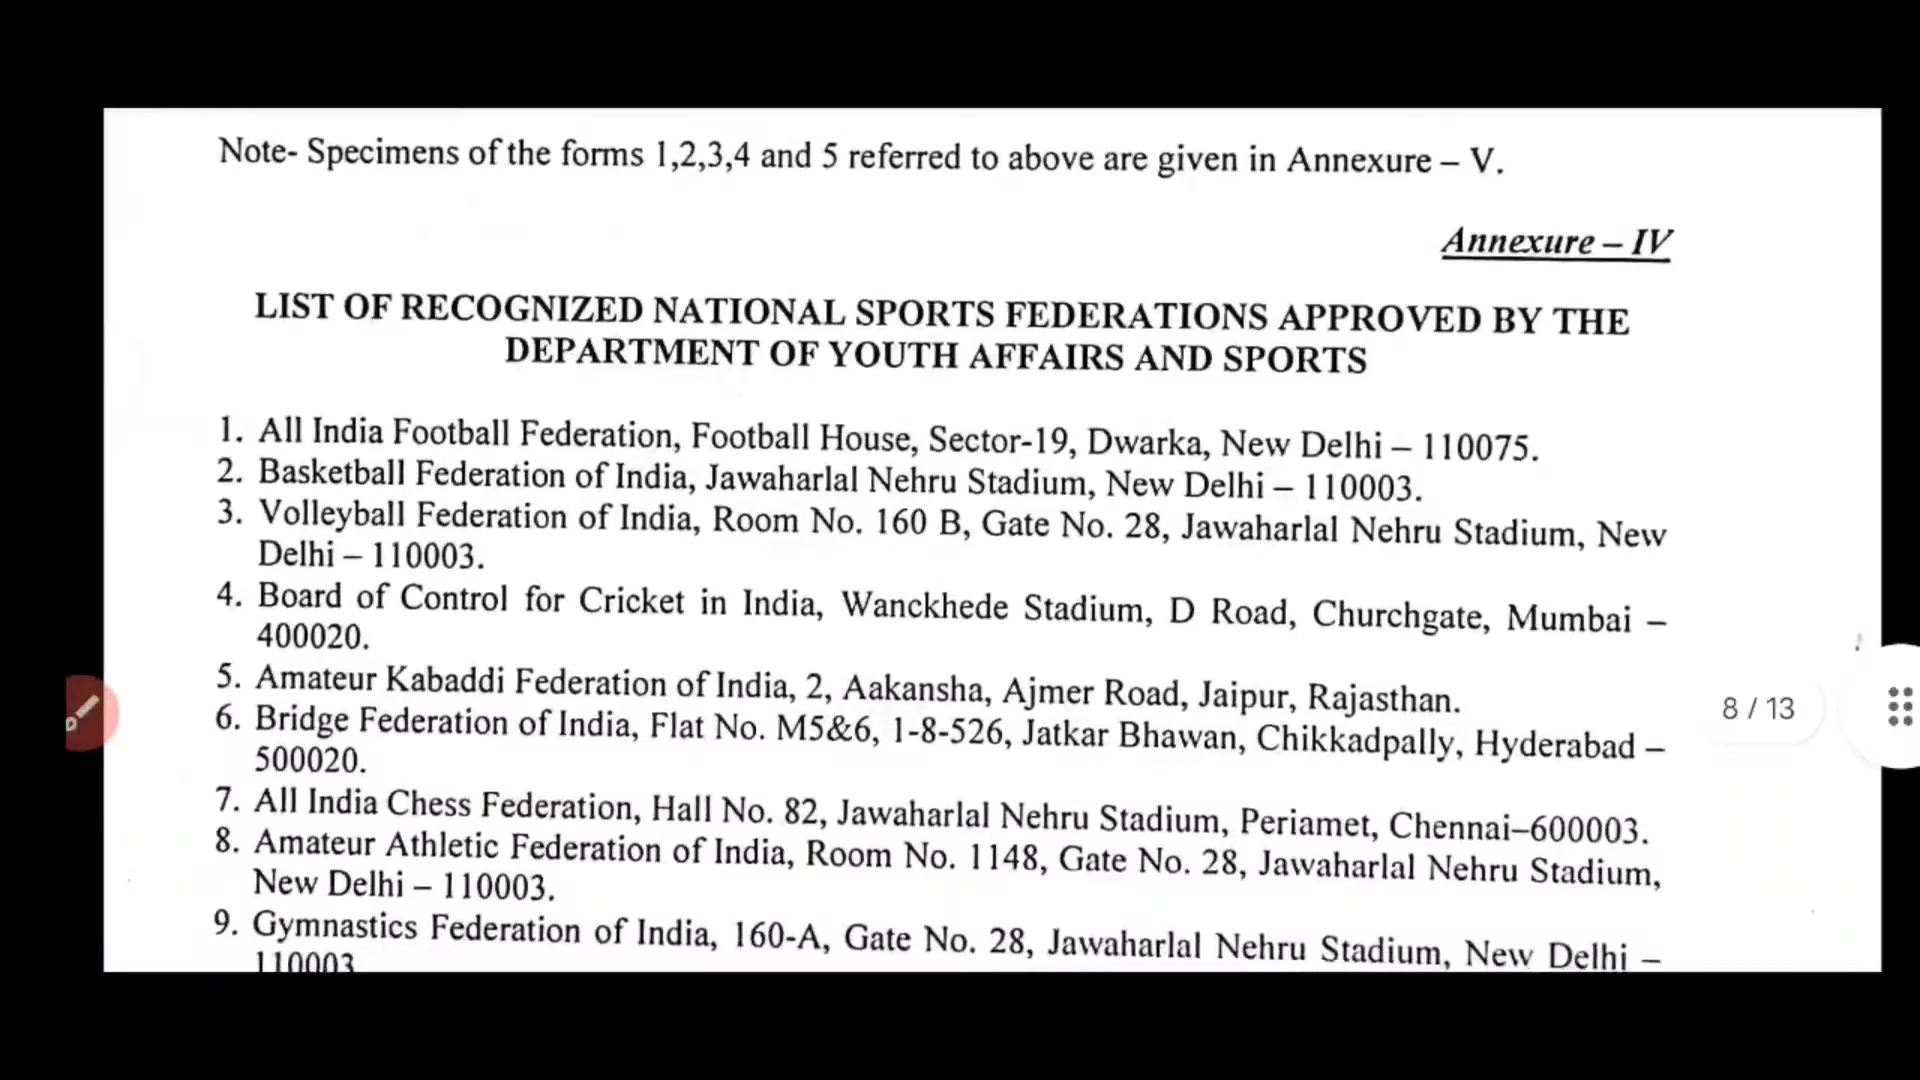 Note- Specimens of the forms 1,2,3,4 and 5 referred to above are given in Annexure – V.
Annexure – IV
LIST OF RECOGNIZED NATIONAL SPORTS FEDERATIONS APPROVED BY THE
DEPARTMENT OF YOUTH AFFAIRS AND SPORTS
1. All India Football Federation, Football House, Sector-19, Dwarka, New Delhi – 110075.
2. Basketball Federation of India, Jawaharlal Nehru Stadium, New Delhi – 110003.
3. Volleyball Federation of India, Room No. 160 B, Gate No. 28, Jawaharlal Nehru Stadium, New
Delhi – 110003.
4. Board of Control for Cricket in India, Wanckhede Stadium, D Road, Churchgate, Mumbai –
400020.
5. Amateur Kabaddi Federation of India, 2, Aakansha, Ajmer Road, Jaipur, Rajasthan.
6. Bridge Federation of India, Flat No. M5&6, 1-8-526, Jatkar Bhawan, Chikkadpally, Hyderabad –
500020.
7. All India Chess Federation, Hall No. 82, Jawaharlal Nehru Stadium, Periamet, Chennai–600003.
8. Amateur Athletic Federation of India, Room No. 1148, Gate No. 28, Jawaharlal Nehru Stadium,
New Delhi – 110003.
9. Gymnastics Federation of India, 160-A, Gate No. 28, Jawaharlal Nehru Stadium, New Delhi –
110003
8 / 13